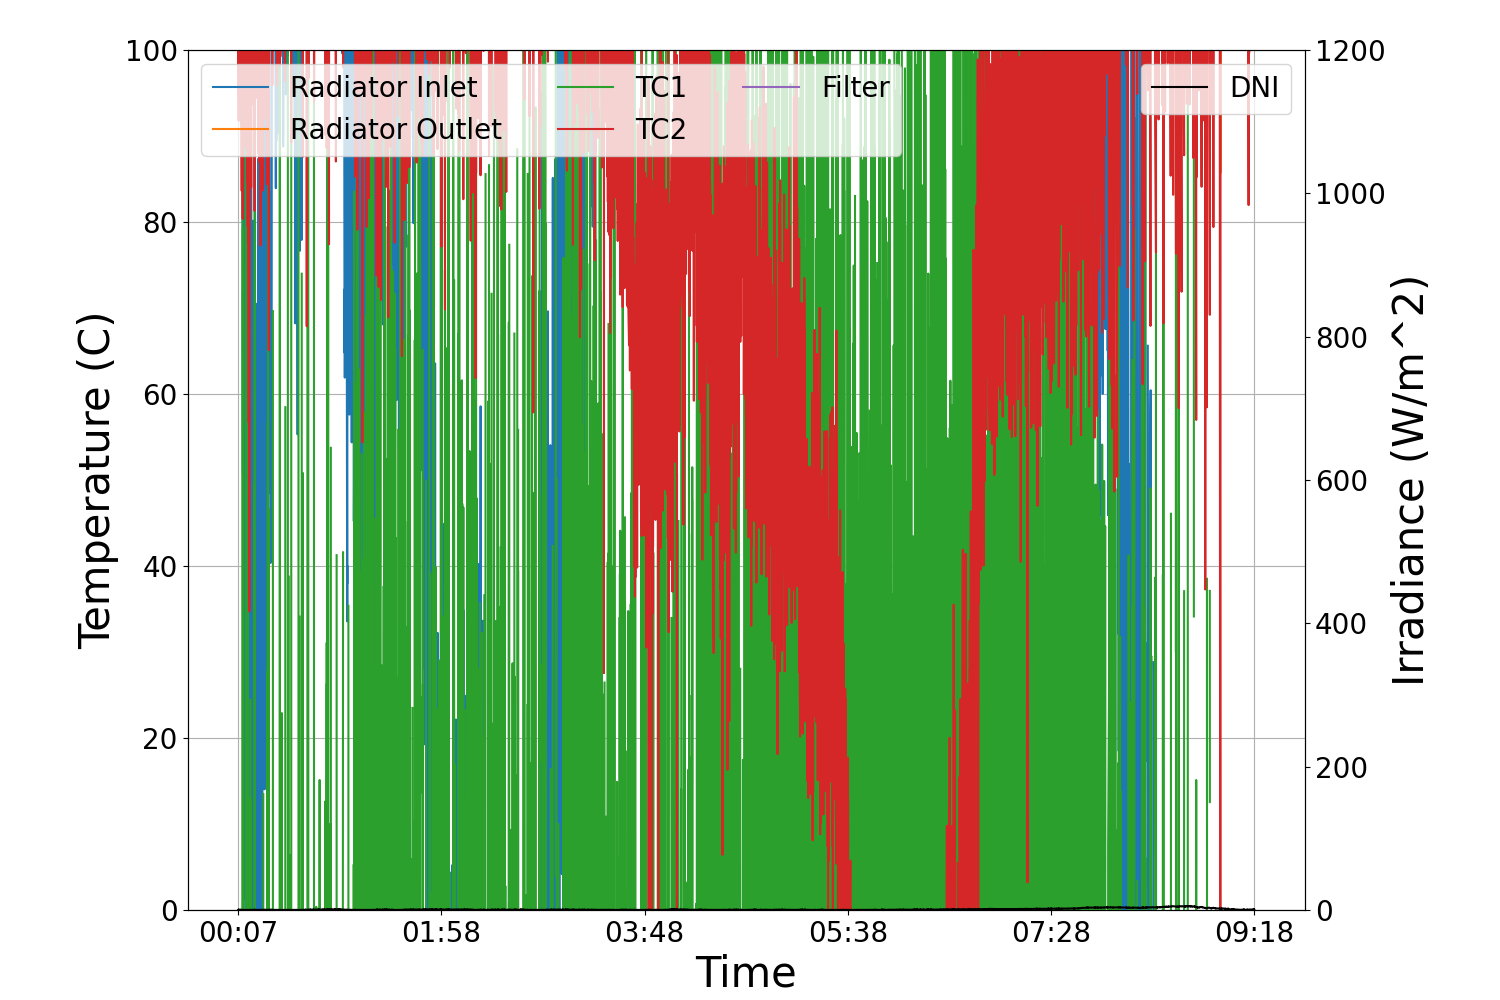 100
80
60
40
20
0
Temperature (C)
Radiator Inlet
Radiator Outlet
TC1
TC2
Filter
DNI
1200
1000
800
600
400
200
0
Irradiance (W/m^2)
00:07 01:58 03:48 05:38 07:28 09:18
Time